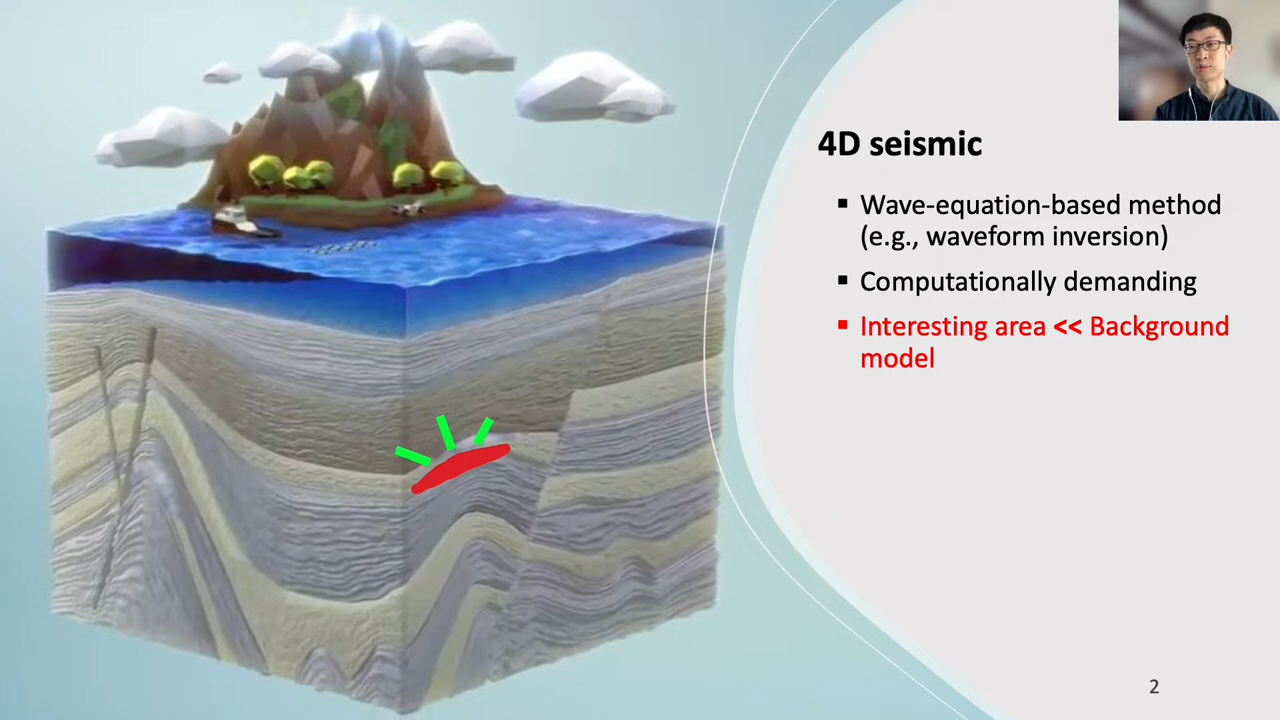 4D seismic
▪ Wave-equation-based method
(e.g., waveform inversion)
▪ Computationally demanding
▪ Interesting area << Background
model
2